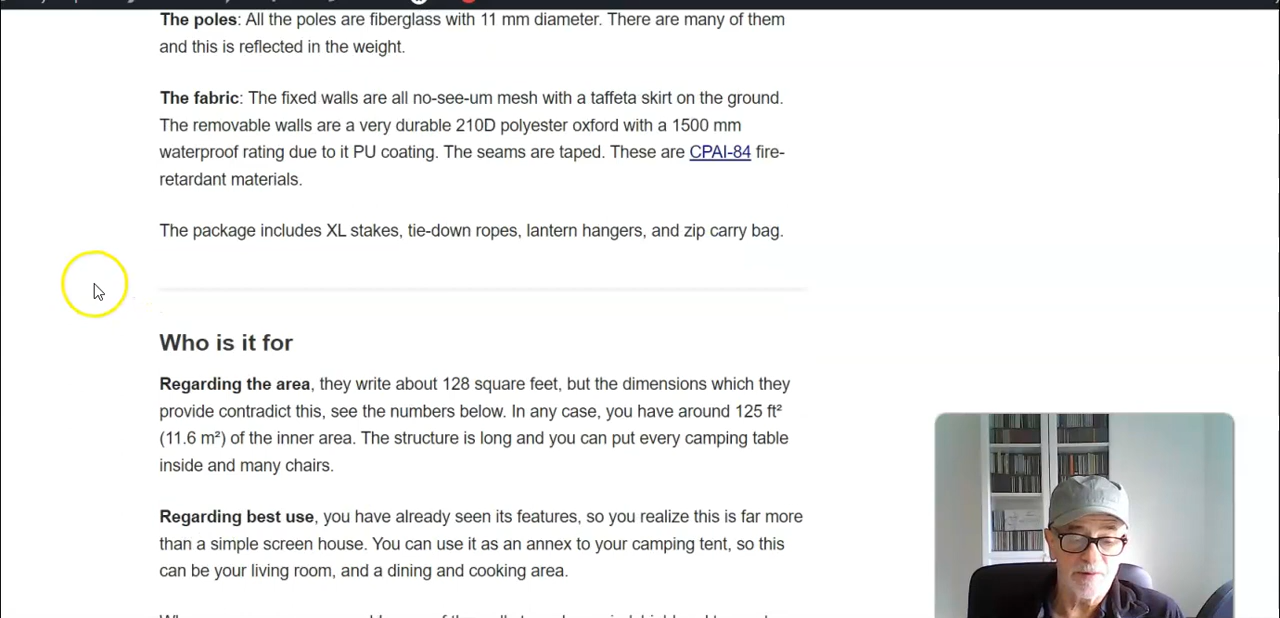 The poles: All the poles are fiberglass with 11 mm diameter. There are many of them
and this is reflected in the weight.
The fabric: The fixed walls are all no-see-um mesh with a taffeta skirt on the ground.
The removable walls are a very durable 210D polyester oxford with a 1500 mm
waterproof rating due to it PU coating. The seams are taped. These are CPAI-84 fire-
retardant materials.
The package includes XL stakes, tie-down ropes, lantern hangers, and zip carry bag.
Who is it for
Regarding the area, they write about 128 square feet, but the dimensions which they
provide contradict this, see the numbers below. In any case, you have around 125 ft²
(11.6 m²) of the inner area. The structure is long and you can put every camping table
inside and many chairs.
Regarding best use, you have already seen its features, so you realize this is far more
than a simple screen house. You can use it as an annex to your camping tent, so this
can be your living room, and a dining and cooking area.